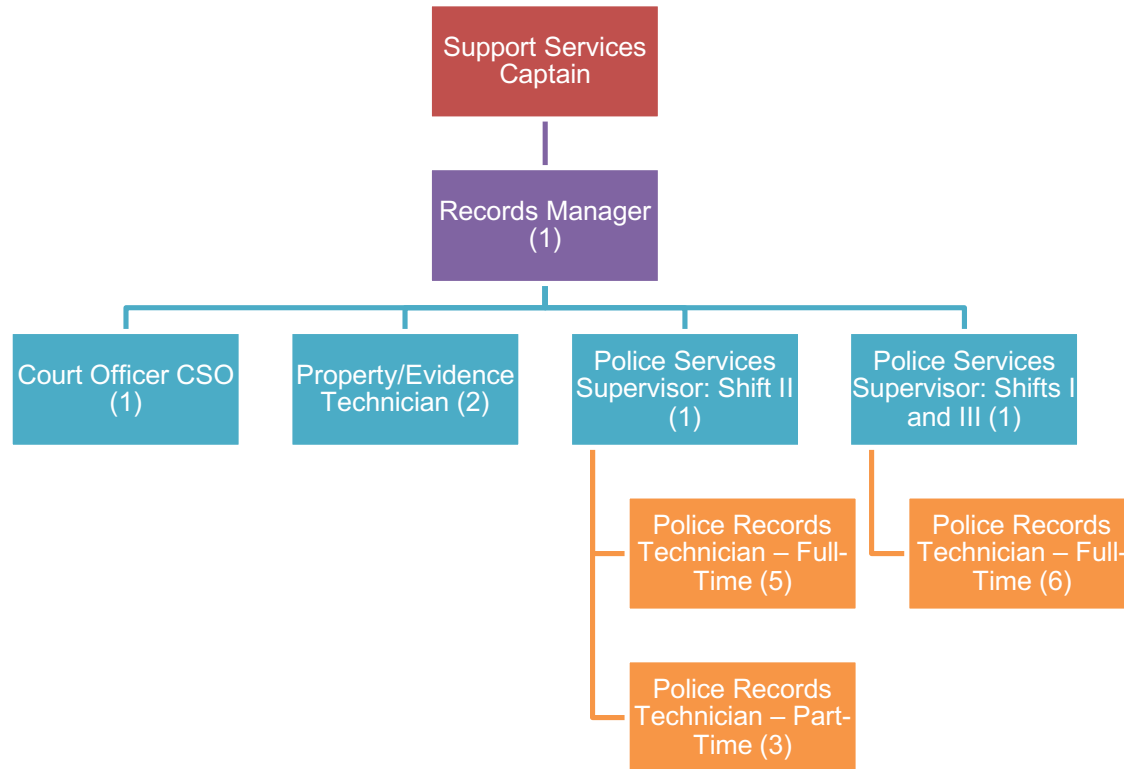 Support Services
Captain
Records Manager
(1)
Court Officer CSO
(1)
Property/Evidence
Technician (2)
Police Services
Supervisor: Shift II
(1)
Police Services
Supervisor: Shifts I
and III (1)
Police Records
Technician – Full-
Time (5)
Police Records
Technician – Full-
Time (6)
Police Records
Technician – Part-
Time (3)